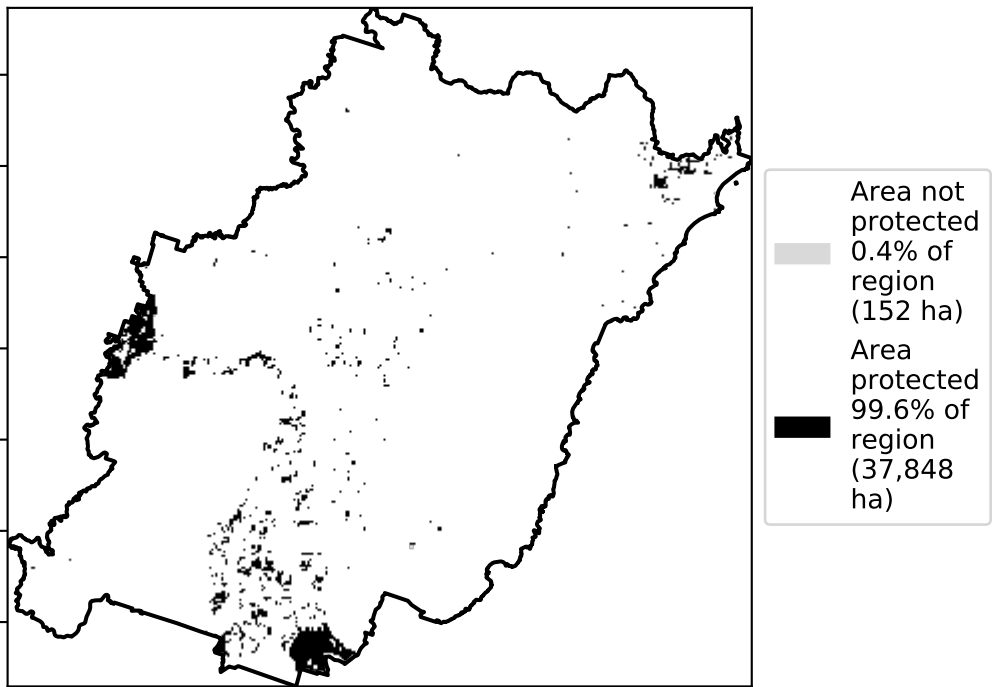 Area not
protected
0.4% of
region
(152 ha)
Area
protected
99.6% of
region
(37,848
ha)